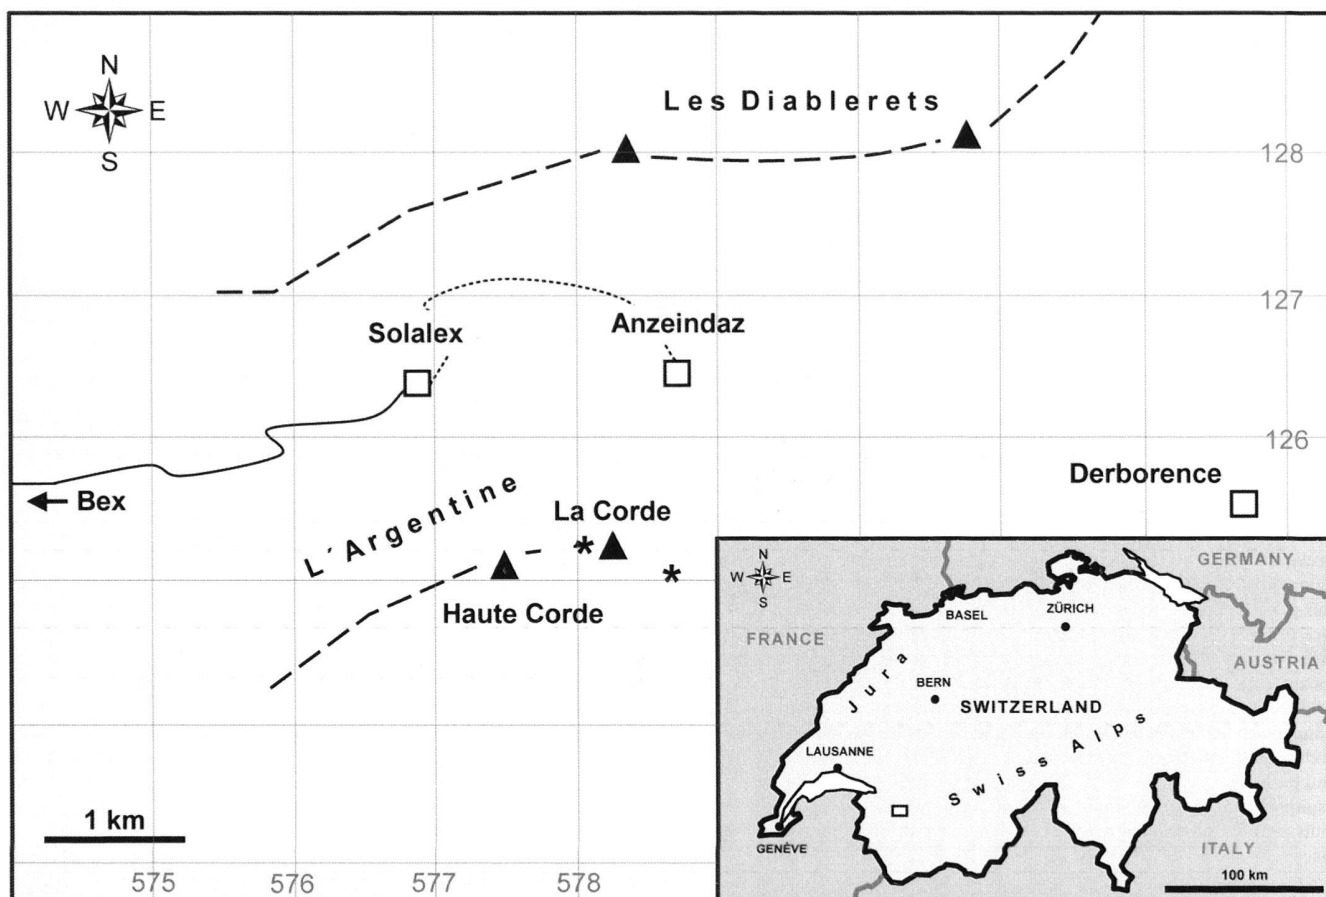 N
W E
S
Les Diablerets
128
127
Solalex
Anzeindaz
126
Derborence
Bex
L´Argentine
La Corde
Haute Corde
1 km
575 576 577 578
N
W E
S
GERMANY
FRANCE
BASEL
ZÜRICH
AUSTRIA
Jura
BERN
SWITZERLAND
LAUSANNE
Swiss Alps
GENÈVE
ITALY
100 km